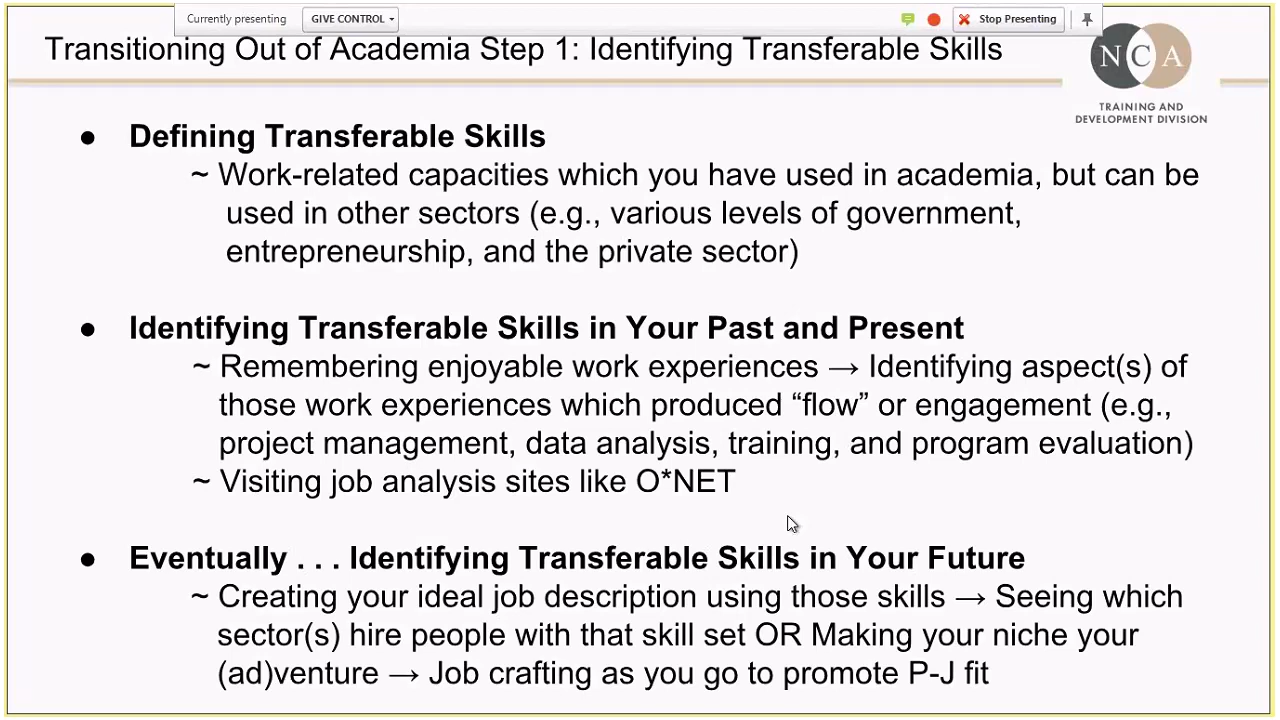 Currently presenting GIVE CONTROL Stop Presenting
Transitioning Out of Academia Step 1: Identifying Transferable Skills
NCA
TRAINING AND
DEVELOPMENT DIVISION
● Defining Transferable Skills
~ Work-related capacities which you have used in academia, but can be
used in other sectors (e.g., various levels of government,
entrepreneurship, and the private sector)
● Identifying Transferable Skills in Your Past and Present
~ Remembering enjoyable work experiences → Identifying aspect(s) of
those work experiences which produced “flow” or engagement (e.g.,
project management, data analysis, training, and program evaluation)
~ Visiting job analysis sites like O*NET
● Eventually . . . Identifying Transferable Skills in Your Future
~ Creating your ideal job description using those skills → Seeing which
sector(s) hire people with that skill set OR Making your niche your
(ad)venture → Job crafting as you go to promote P-J fit